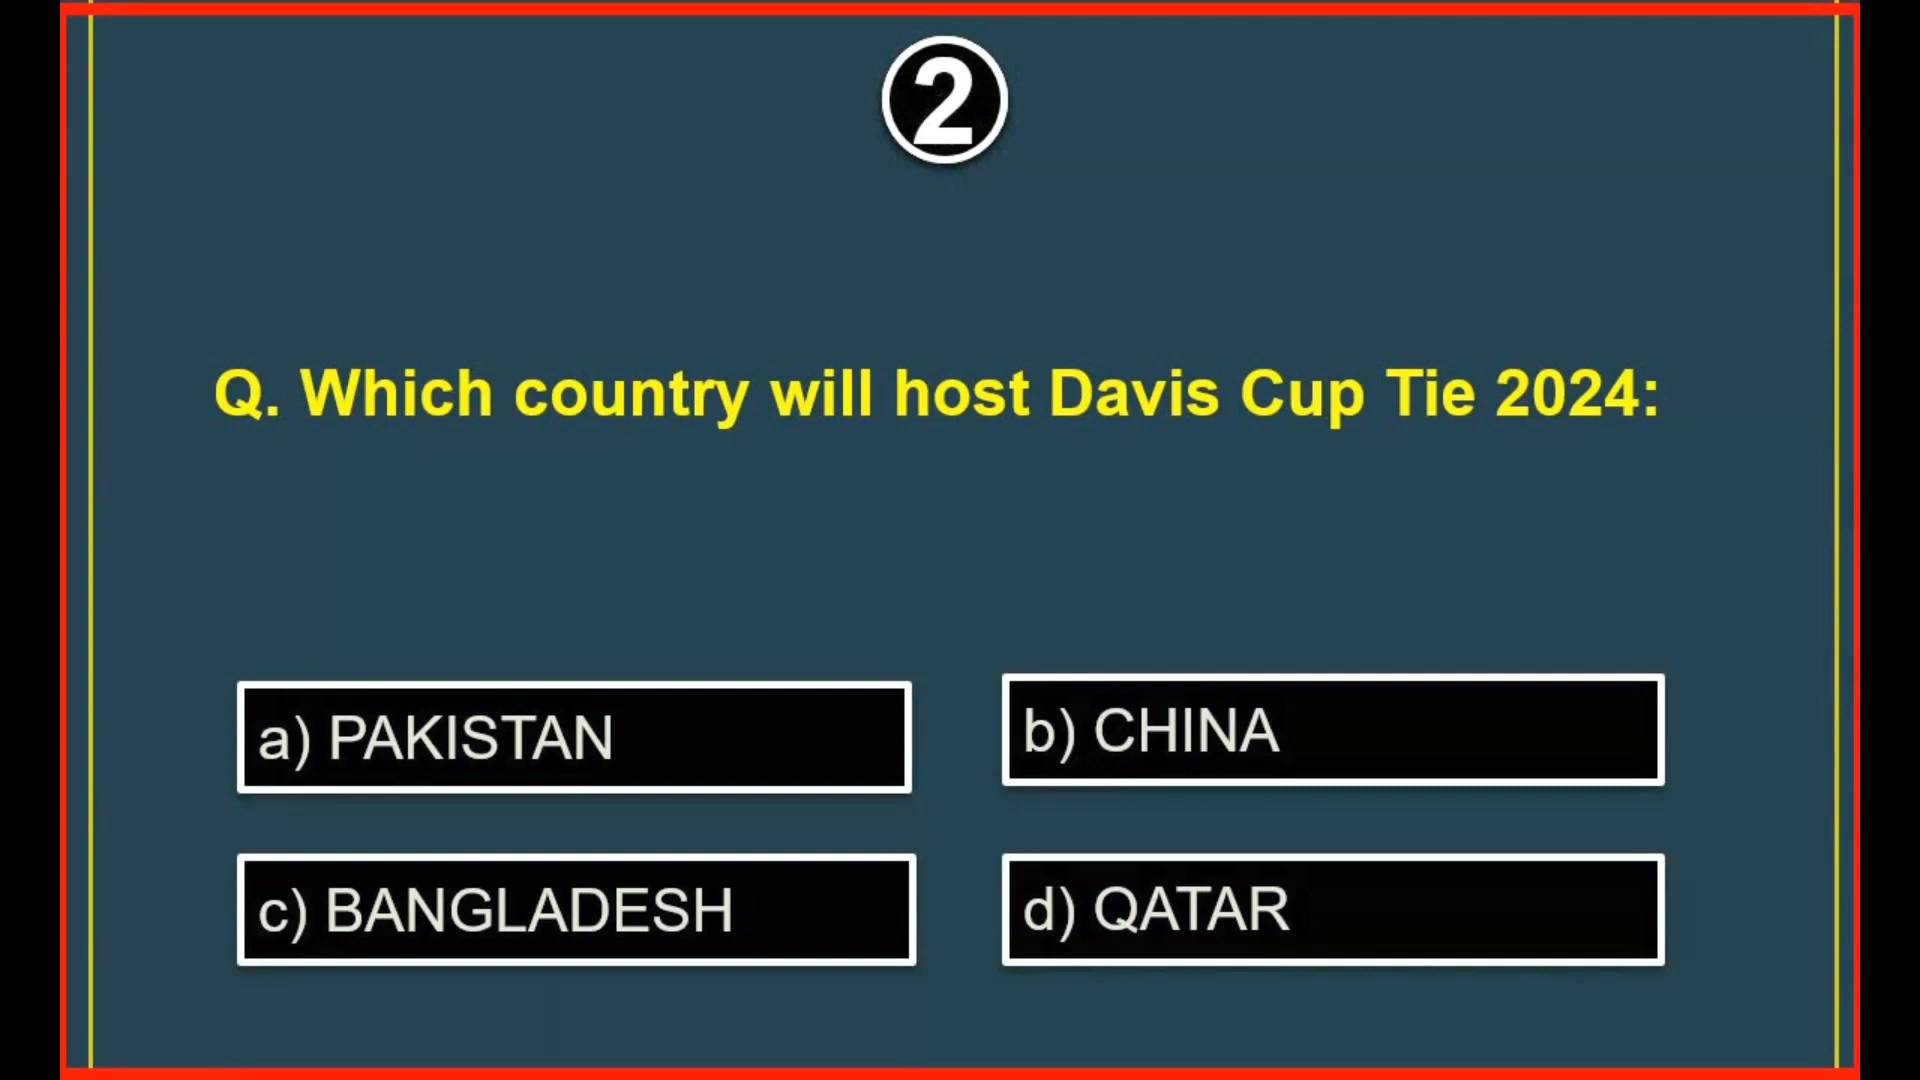 2
Q. Which country will host Davis Cup Tie 2024:
a) PAKISTAN
b) CHINA
c) BANGLADESH
d) QATAR